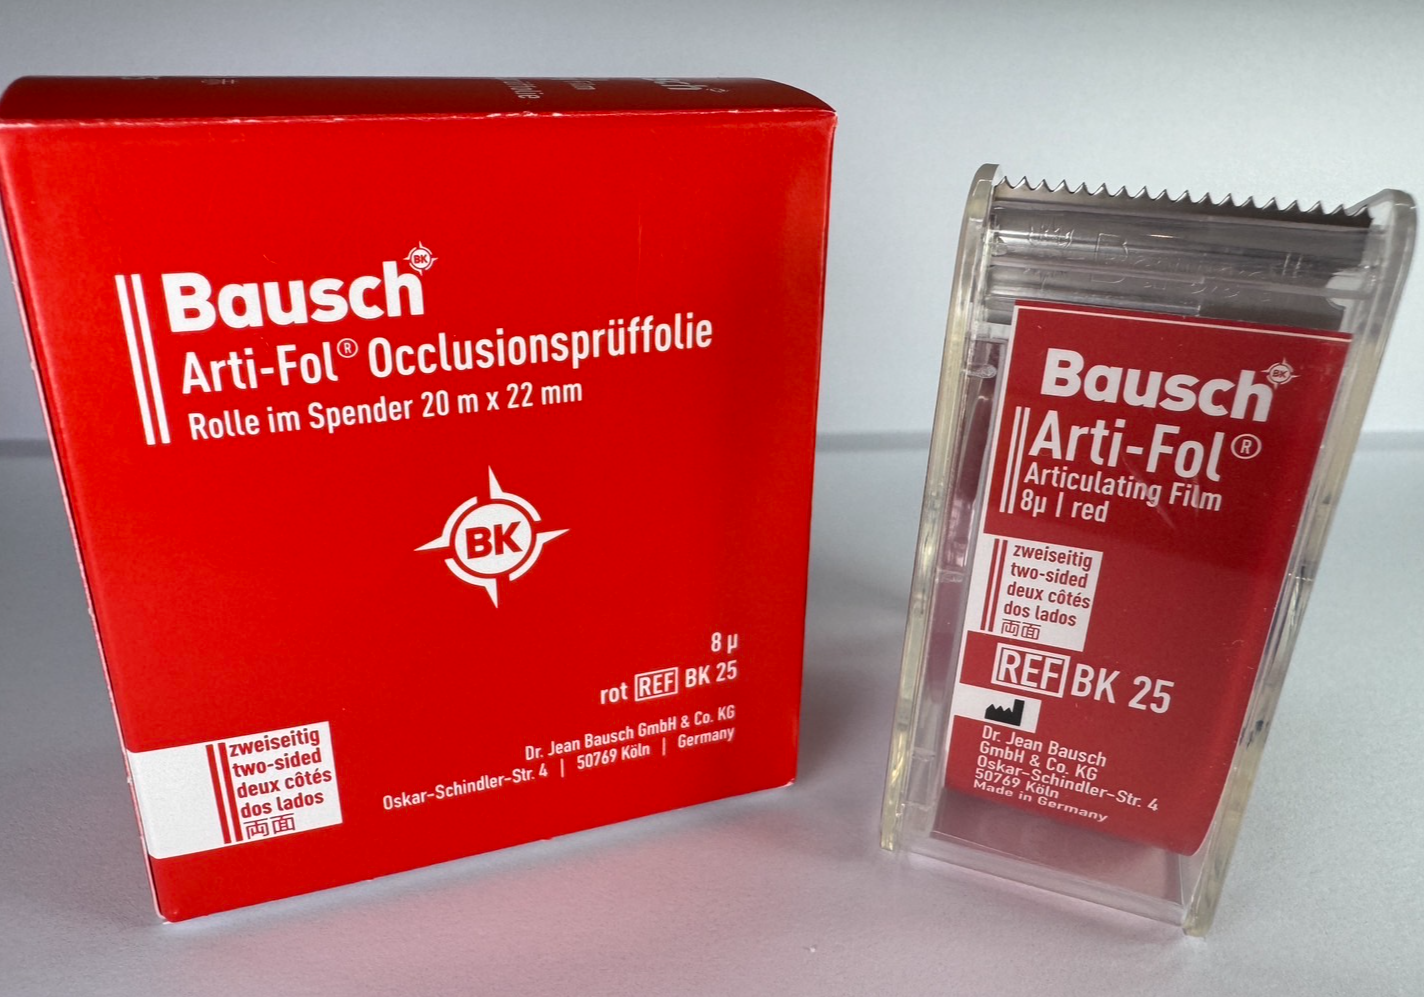 Bausch
BK
Arti-Fol® Occlusionsprüffolie
Rolle im Spender 20 m x 22 mm
BK
8 µ
rot REF BK 25
Dr. Jean Bausch GmbH & Co. KG
Oskar-Schindler-Str. 4 | 50769 Köln | Germany
zweiseitig
two-sided
deux côtés
dos lados
両面
Bausch
BK
Arti-Fol®
Articulating Film
8µ | red
zweiseitig
two-sided
deux côtés
dos lados
両面
REF BK 25
Dr. Jean Bausch
GmbH & Co. KG
Oskar-Schindler-Str. 4
50769 Köln
Made in Germany